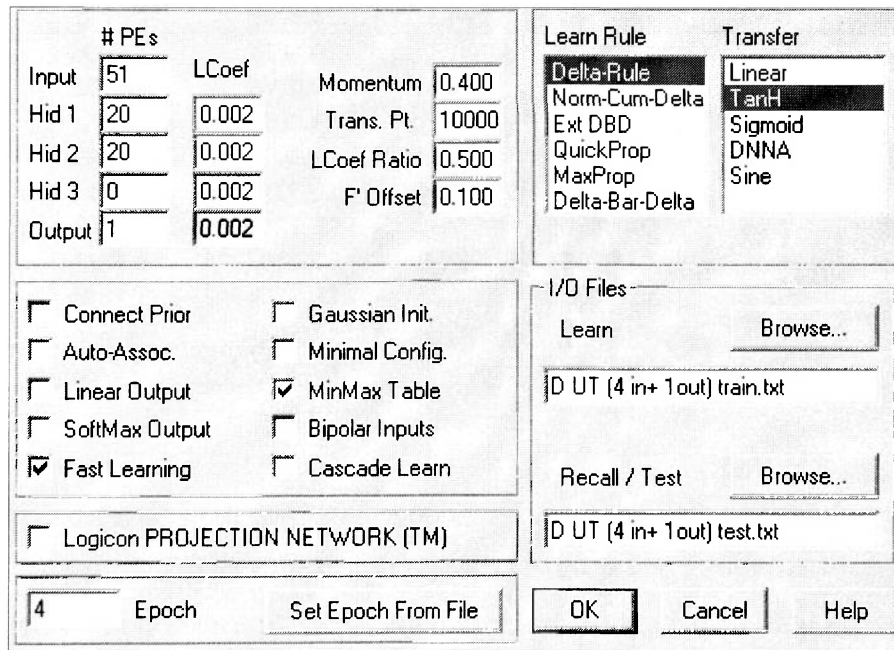 # PEs
LCoef
Input 51
Hid 1 20 0.002
Hid 2 20 0.002
Hid 3 0 0.002
Output 1 0.002
Momentum 0.400
Trans. Pt. 10000
LCoef Ratio 0.500
F' Offset 0.100
Learn Rule
Delta-Rule
Norm-Cum-Delta
Ext DBD
QuickProp
MaxProp
Delta-Bar-Delta
Transfer
Linear
TanH
Sigmoid
DNNA
Sine
Connect Prior
Auto-Assoc.
Linear Output
SoftMax Output
Fast Learning
Gaussian Init.
Minimal Config.
MinMax Table
Bipolar Inputs
Cascade Learn
I/O Files
Learn Browse...
D UT (4 in+ 1out) train.txt
Recall / Test Browse...
D UT (4 in+ 1out) test.txt
Logicon PROJECTION NETWORK (TM)
4 Epoch Set Epoch From File
OK Cancel Help